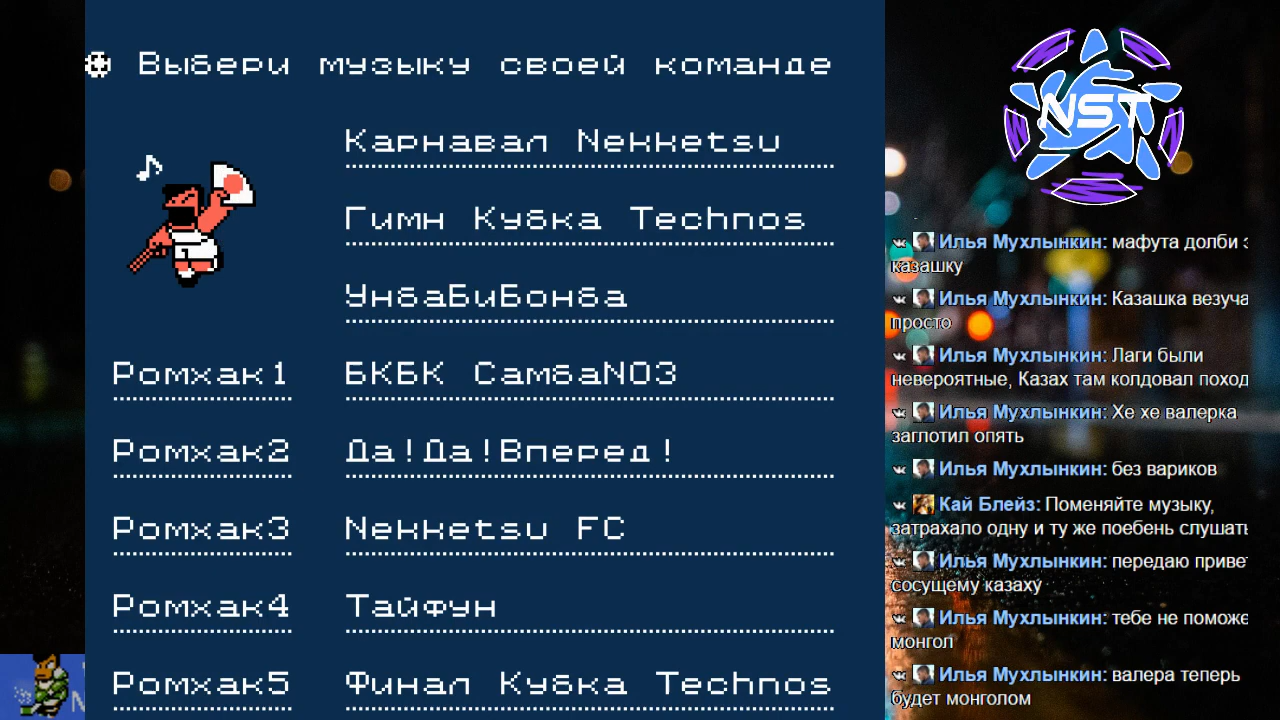 Выбери музыку своей команде
Карнавал Nekketsu
Гимн Кубка Technos
УнбаБиБонба
Ромхак1 БКБК СамбаNO3
Ромхак2 Да!Да!Вперед!
Ромхак3 Nekketsu FC
Ромхак4 Тайфун
Ромхак5 Финал Кубка Technos
NST
Илья Мухлынкин: мафута долби з
казашку
Илья Мухлынкин: Казашка везуча
просто
Илья Мухлынкин: Лаги были
невероятные, Казах там колдовал поход
Илья Мухлынкин: Хе хе валерка
заглотил опять
Илья Мухлынкин: без вариков
Кай Блейз: Поменяйте музыку,
затрахало одну и ту же поебень слушать
Илья Мухлынкин: передаю привет
сосущему казаху
Илья Мухлынкин: тебе не поможе
монгол
Илья Мухлынкин: валера теперь
будет монголом